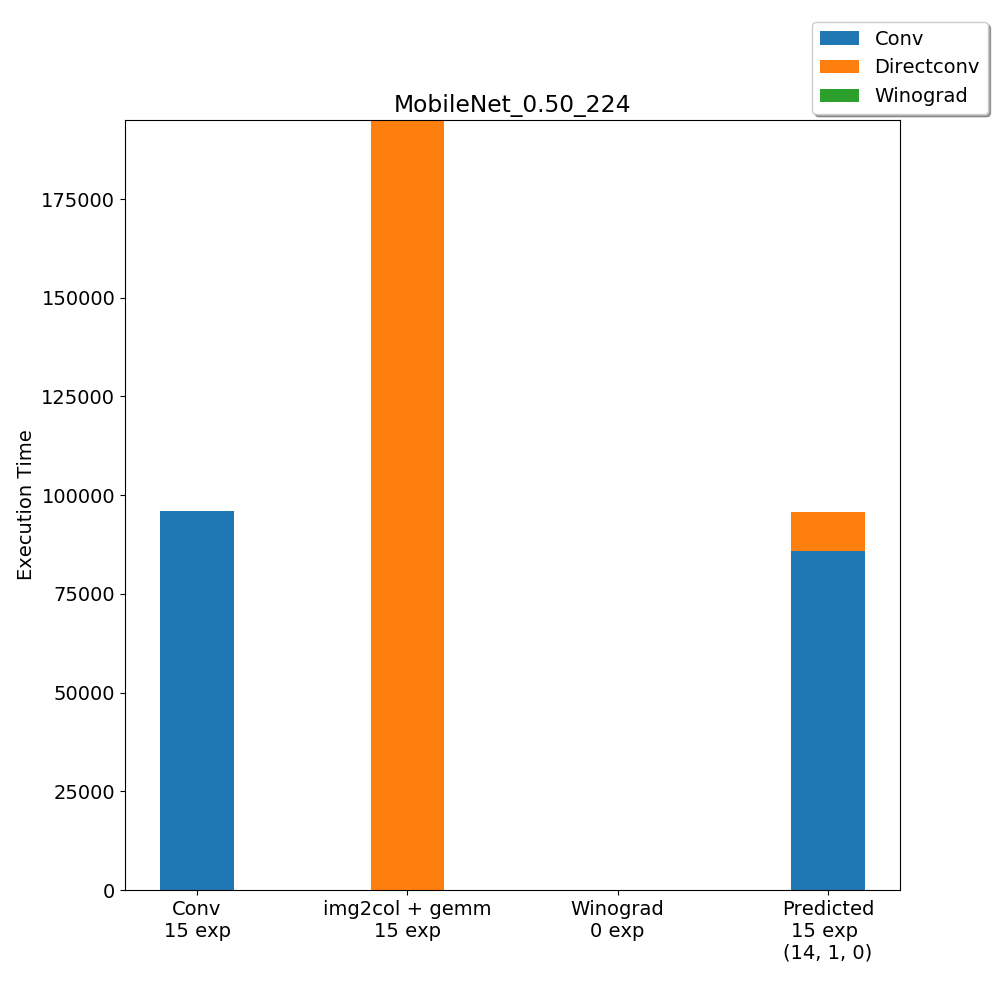 Conv
Directconv
Winograd
MobileNet_0.50_224
Execution Time
175000
150000
125000
100000
75000
50000
25000
0
Conv
15 exp
img2col + gemm
15 exp
Winograd
0 exp
Predicted
15 exp
(14, 1, 0)